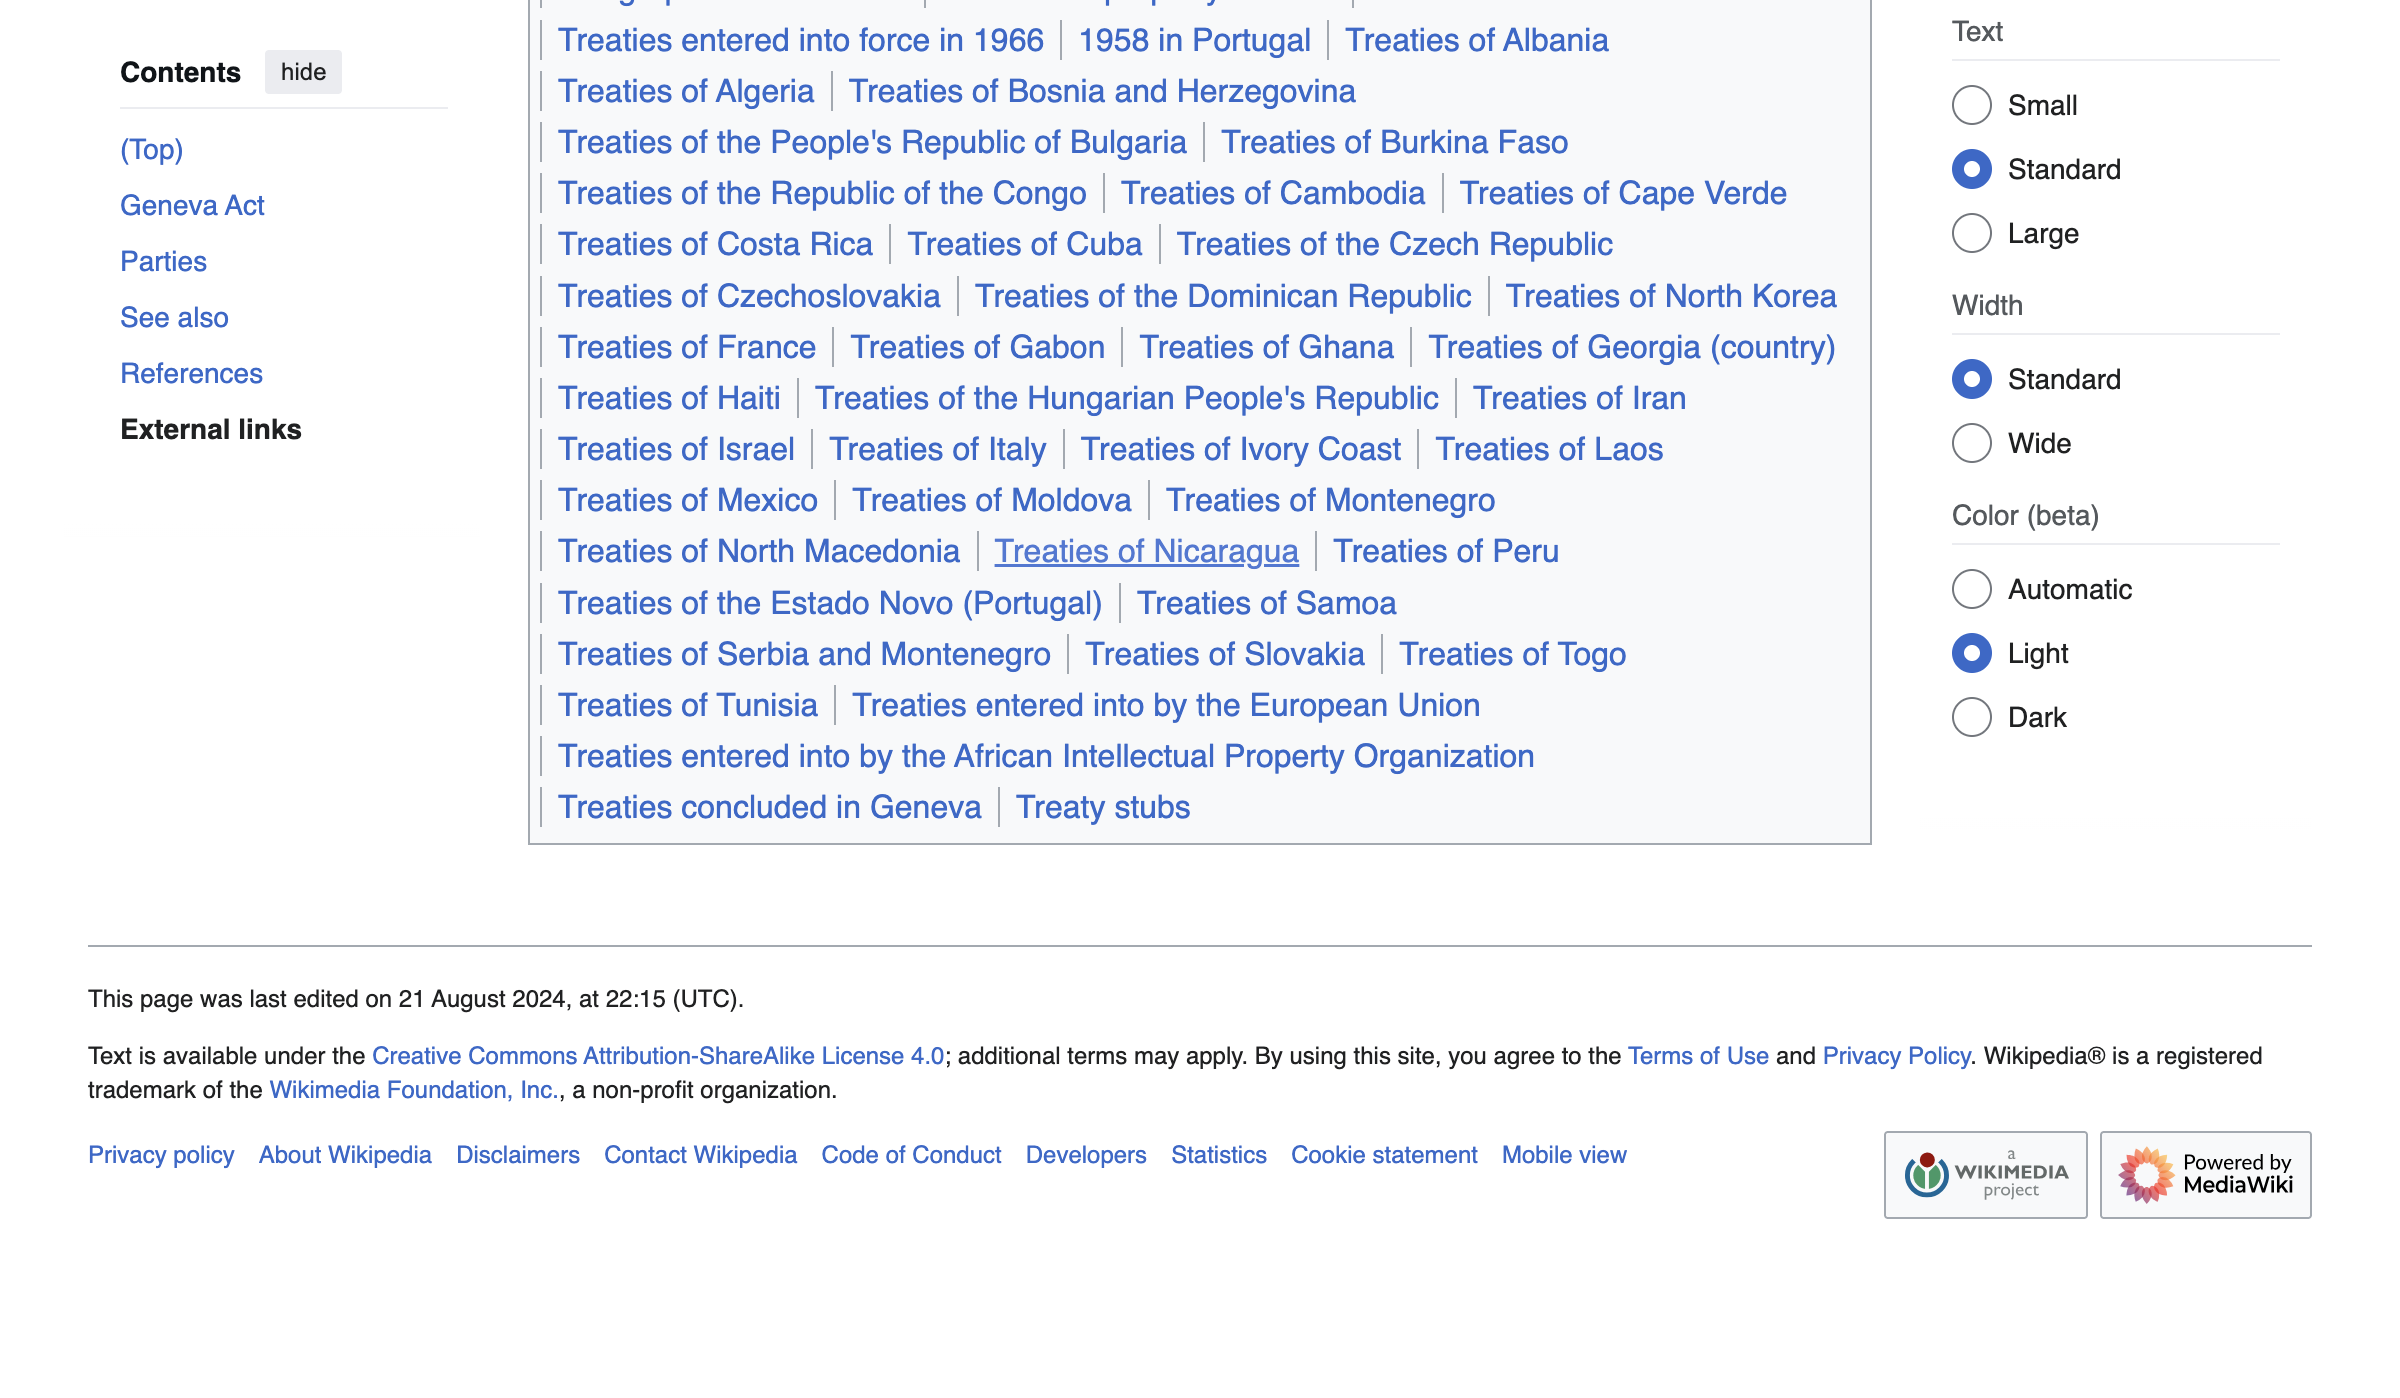 Contents hide
(Top)
Geneva Act
Parties
See also
References
External links
Treaties entered into force in 1966 | 1958 in Portugal | Treaties of Albania
Treaties of Algeria | Treaties of Bosnia and Herzegovina
Treaties of the People's Republic of Bulgaria | Treaties of Burkina Faso
Treaties of the Republic of the Congo | Treaties of Cambodia | Treaties of Cape Verde
Treaties of Costa Rica | Treaties of Cuba | Treaties of the Czech Republic
Treaties of Czechoslovakia | Treaties of the Dominican Republic | Treaties of North Korea
Treaties of France | Treaties of Gabon | Treaties of Ghana | Treaties of Georgia (country)
Treaties of Haiti | Treaties of the Hungarian People's Republic | Treaties of Iran
Treaties of Israel | Treaties of Italy | Treaties of Ivory Coast | Treaties of Laos
Treaties of Mexico | Treaties of Moldova | Treaties of Montenegro
Treaties of North Macedonia | Treaties of Nicaragua | Treaties of Peru
Treaties of the Estado Novo (Portugal) | Treaties of Samoa
Treaties of Serbia and Montenegro | Treaties of Slovakia | Treaties of Togo
Treaties of Tunisia | Treaties entered into by the European Union
Treaties entered into by the African Intellectual Property Organization
Treaties concluded in Geneva | Treaty stubs
Text
Small
Standard
Large
Width
Standard
Wide
Color (beta)
Automatic
Light
Dark
This page was last edited on 21 August 2024, at 22:15 (UTC).
Text is available under the Creative Commons Attribution-ShareAlike License 4.0; additional terms may apply. By using this site, you agree to the Terms of Use and Privacy Policy. Wikipedia® is a registered
trademark of the Wikimedia Foundation, Inc., a non-profit organization.
Privacy policy About Wikipedia Disclaimers Contact Wikipedia Code of Conduct Developers Statistics Cookie statement Mobile view
a
WIKIMEDIA
project
Powered by
MediaWiki